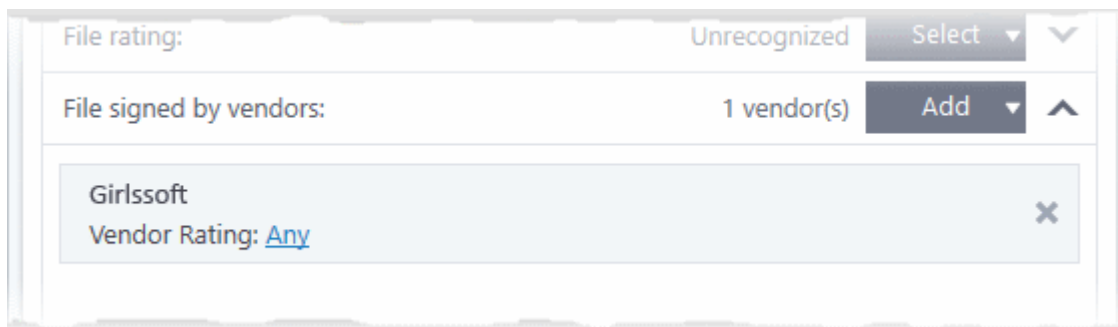 File rating: Unrecognized Select
File signed by vendors: 1 vendor(s) Add
Girlssoft
Vendor Rating: Any